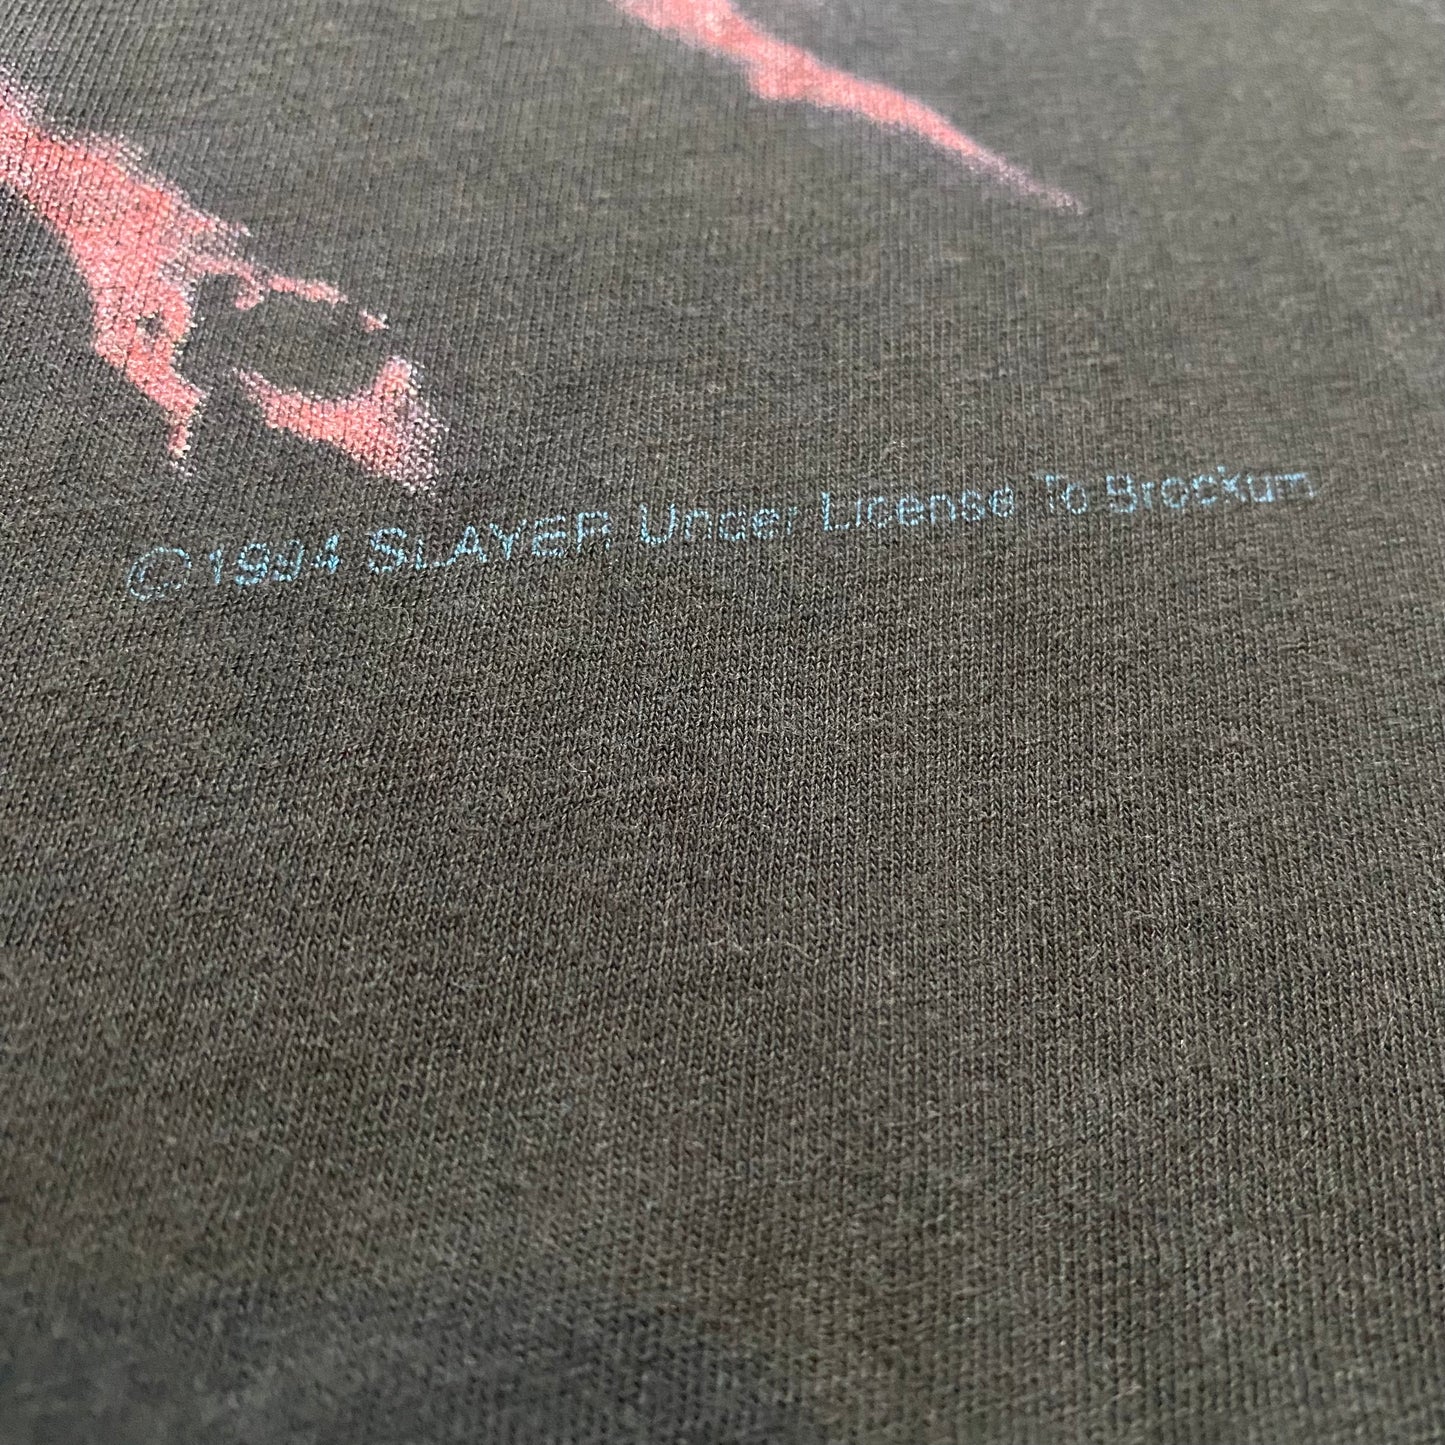 ©1994 SLAYER Under License To Brockum